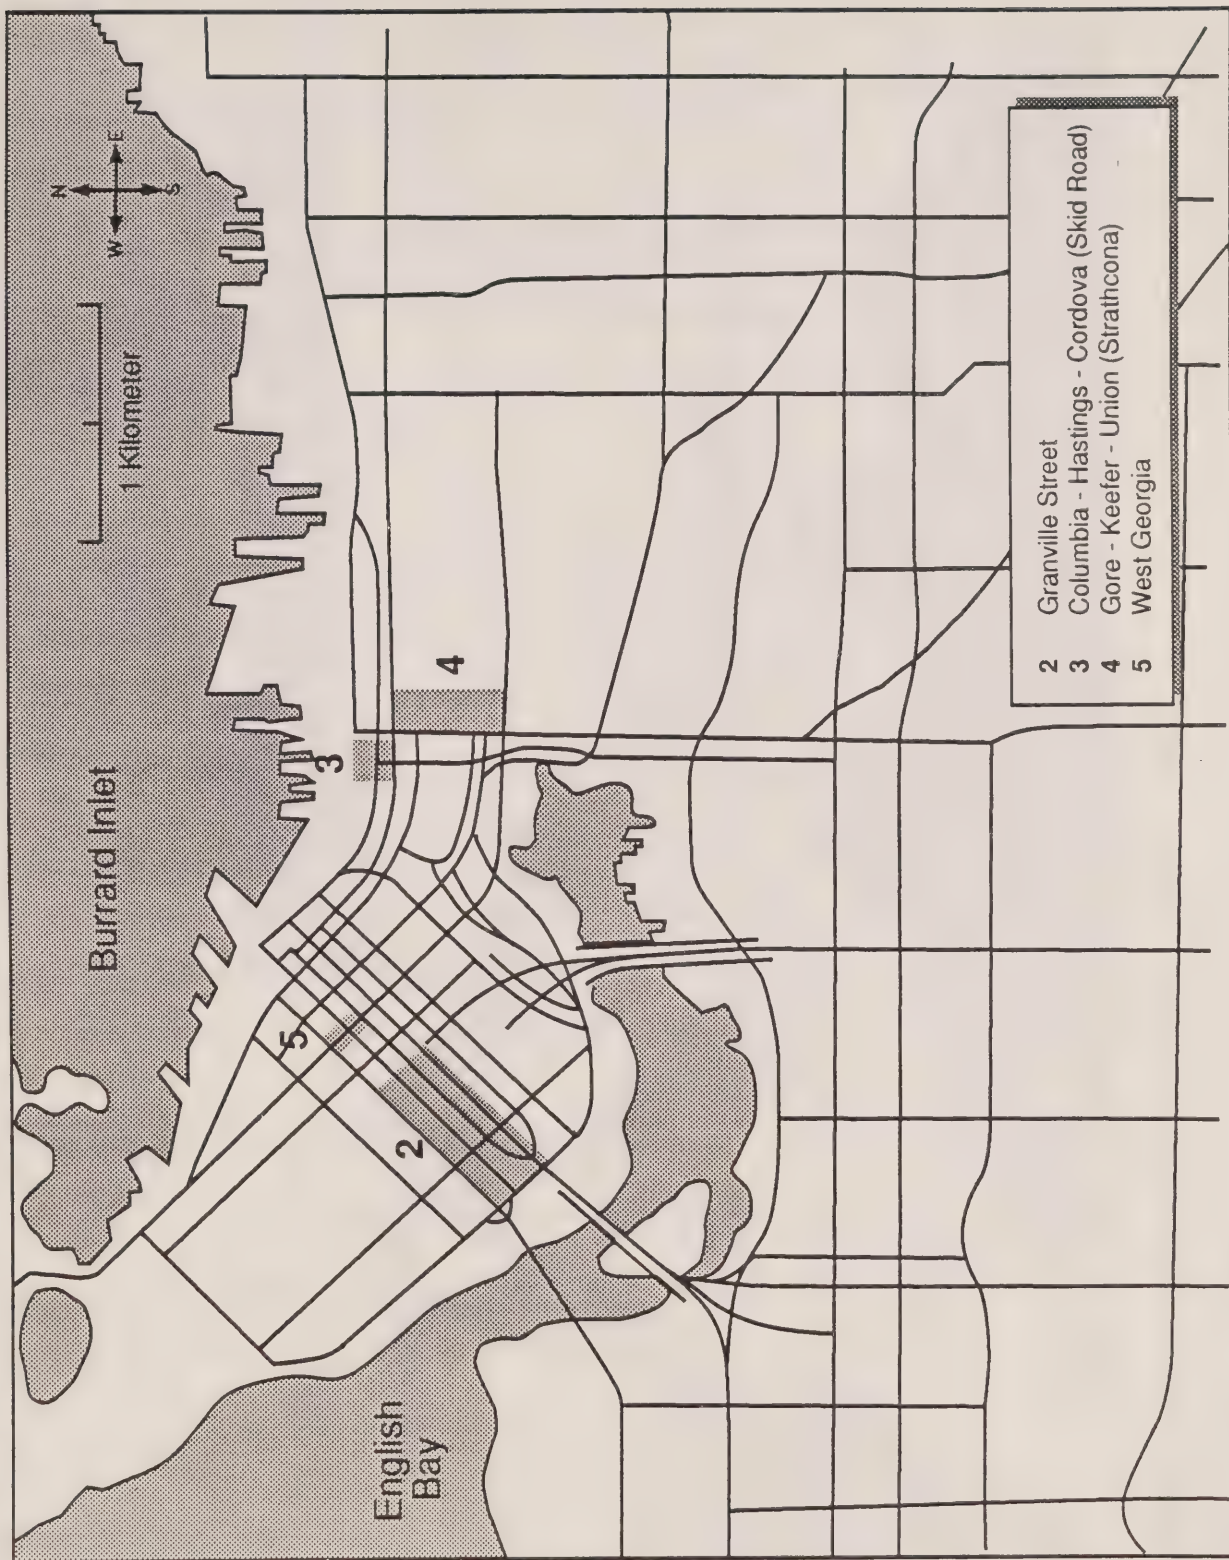 Burrard Inlet
N
W
E
S
1 Kilometer
5
3
4
2
English
Bay
2 Granville Street
3 Columbia - Hastings - Cordova (Skid Road)
4 Gore - Keefer - Union (Strathcona)
5 West Georgia